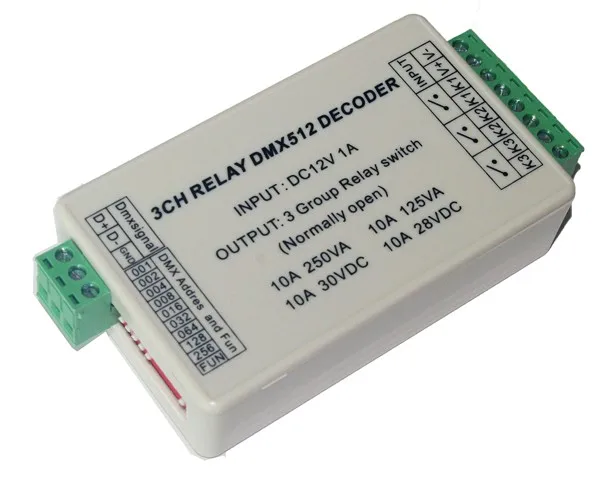 3CH RELAY DMX512 DECODER
INPUT: DC12V 1A
OUTPUT: 3 Group Relay switch
(Normally open)
10A 250VA 10A 125VA
10A 30VDC 10A 28VDC
INPUT
V-
V+
K1
K1
K2
K2
K3
K3
Dmxsignal
D+
D-
GND
DMX Addres and Fun
001
002
004
008
016
032
064
128
256
FUN